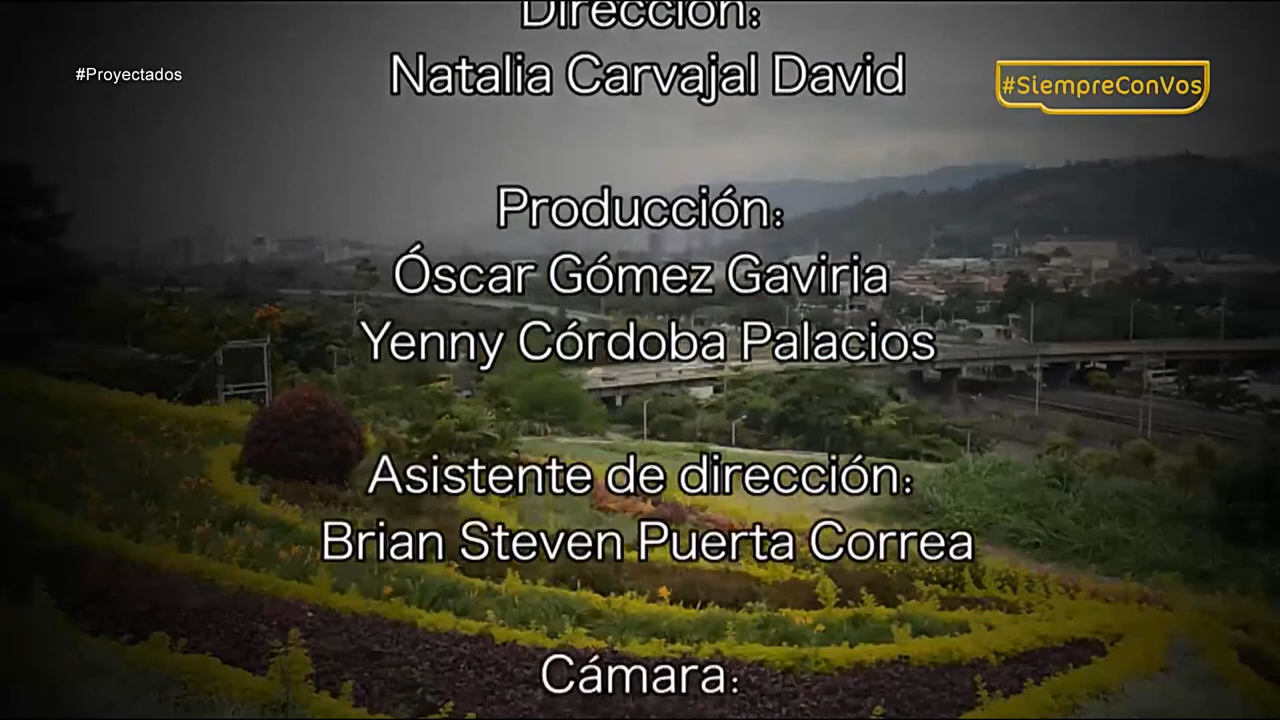 Dirección:
Natalia Carvajal David
#Proyectados
#SiempreConVos
Producción:
Óscar Gómez Gaviria
Yenny Córdoba Palacios
Asistente de dirección:
Brian Steven Puerta Correa
Cámara: